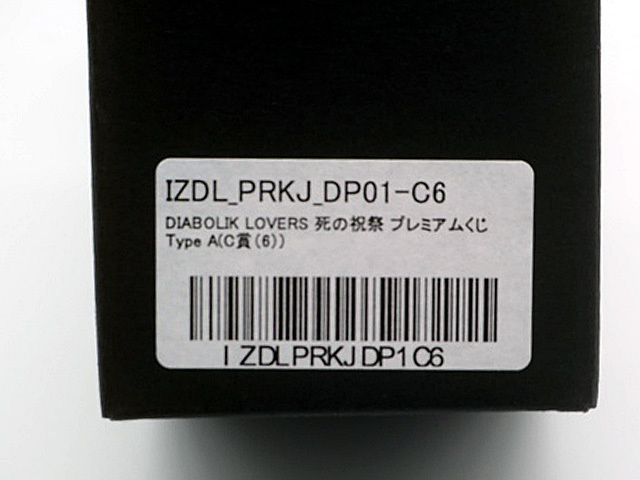 IZDL_PRKJ_DP01-C6
DIABOLIK LOVERS 死の祝祭 プレミアムくじ
Type A(C賞(6))
IZDLPRKJDP1C6